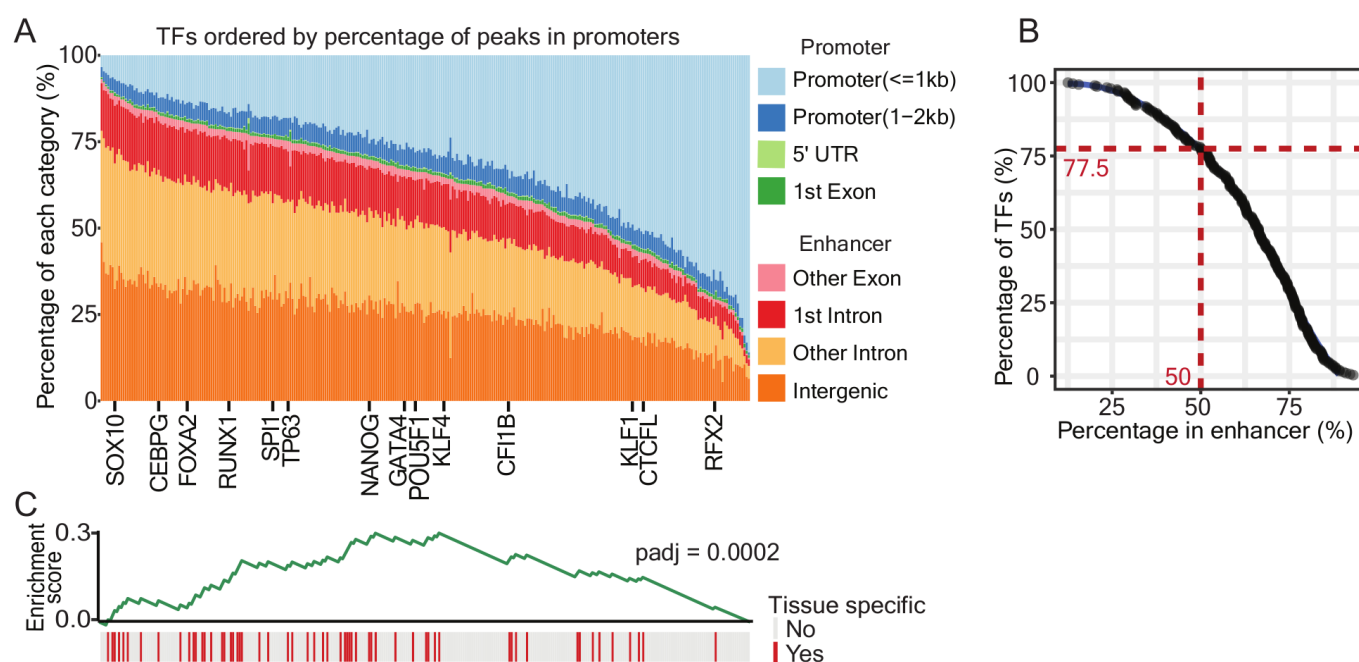 A
TFs ordered by percentage of peaks in promoters
Percentage of each category (%)
100
75
50
25
0
SOX10
CEBPG
FOXA2
RUNX1
SPI1
TP63
NANOG
GATA4
POU5F1
KLF4
CFI1B
KLF1
CTCFL
RFX2
Promoter
Promoter(<=1kb)
Promoter(1−2kb)
5' UTR
1st Exon
Enhancer
Other Exon
1st Intron
Other Intron
Intergenic
B
Percentage of TFs (%)
100
75
50
25
0
77.5
50
25
50
75
Percentage in enhancer (%)
C
Enrichment
score
0.3
0.0
padj = 0.0002
Tissue specific
No
Yes